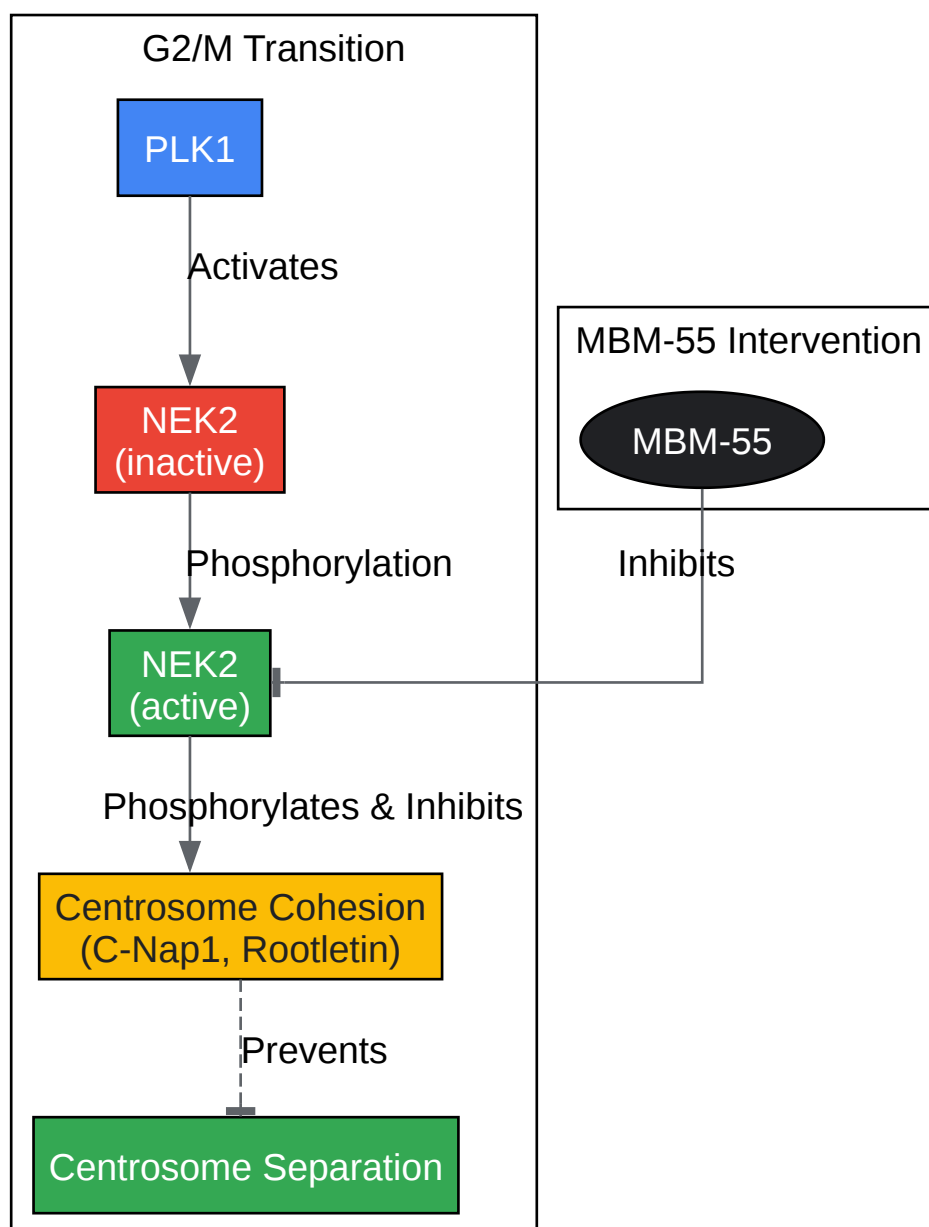 G2/M Transition
PLK1
Activates
MBM-55 Intervention
NEK2
(inactive)
MBM-55
Phosphorylation
Inhibits
NEK2
(active)
Phosphorylates & Inhibits
Centrosome Cohesion
(C-Nap1, Rootletin)
Prevents
Centrosome Separation